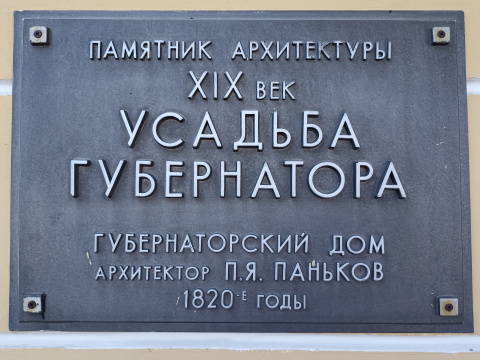 ПАМЯТНИК АРХИТЕКТУРЫ
XIX ВЕК
УСАДЬБА
ГУБЕРНАТОРА
ГУБЕРНАТОРСКИЙ ДОМ
АРХИТЕКТОР П.Я. ПАНЬКОВ
1820-Е ГОДЫ